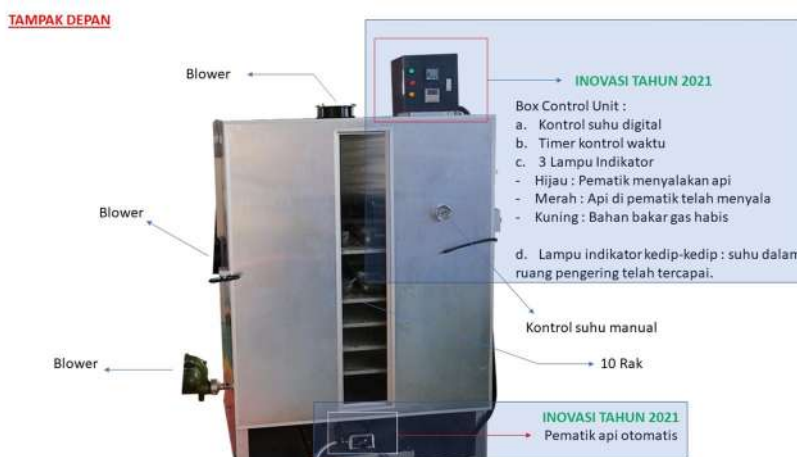 TAMPAK DEPAN
Blower
INOVASI TAHUN 2021
Box Control Unit :
a. Kontrol suhu digital
b. Timer kontrol waktu
c. 3 Lampu Indikator
- Hijau : Pematik menyalakan api
- Merah : Api di pematik telah menyala
- Kuning : Bahan bakar gas habis
Blower
d. Lampu indikator kedip-kedip : suhu dalam
ruang pengering telah tercapai.
Kontrol suhu manual
Blower
10 Rak
INOVASI TAHUN 2021
Pematik api otomatis